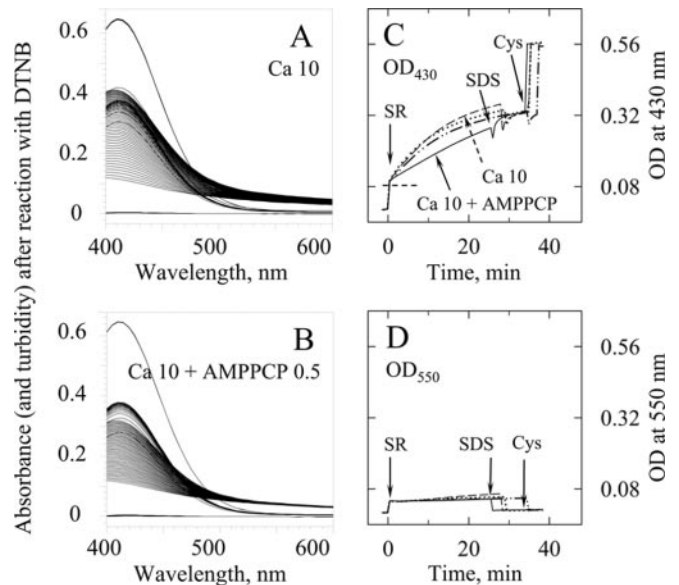 Absorbance (and turbidity) after reaction with DTNB
A
Ca 10
0.6
0.4
0.2
0
400 500 600
Wavelength, nm
B
Ca 10 + AMPPCP 0.5
0.6
0.4
0.2
0
400 500 600
Wavelength, nm
C
OD430
Cys
SDS
SR
Ca 10
Ca 10 + AMPPCP
0.56
0.32
0.08
OD at 430 nm
0 20 40
Time, min
D
OD550
SR SDS Cys
0.56
0.32
0.08
OD at 550 nm
0 20 40
Time, min